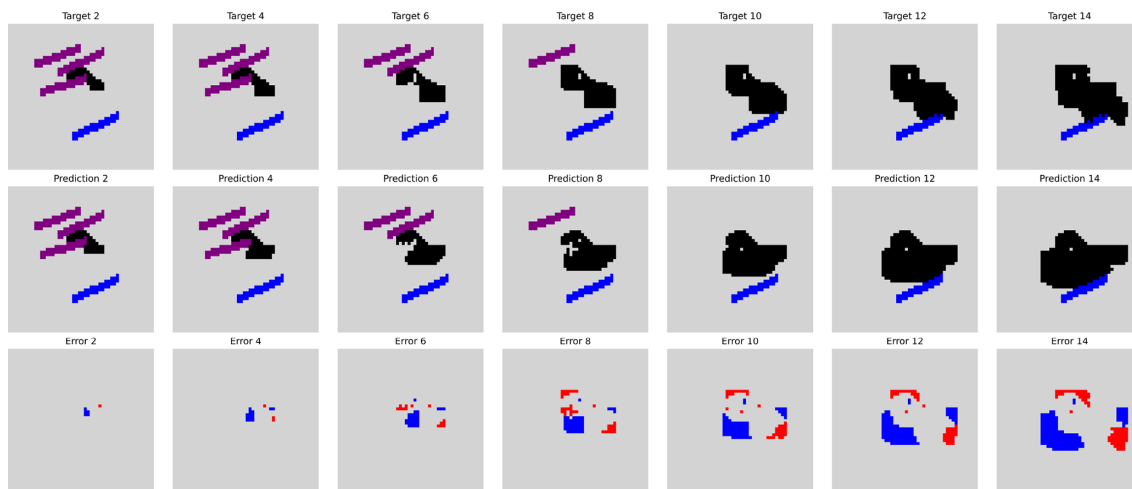 Target 2 Target 4 Target 6 Target 8 Target 10 Target 12 Target 14
Prediction 2 Prediction 4 Prediction 6 Prediction 8 Prediction 10 Prediction 12 Prediction 14
Error 2 Error 4 Error 6 Error 8 Error 10 Error 12 Error 14